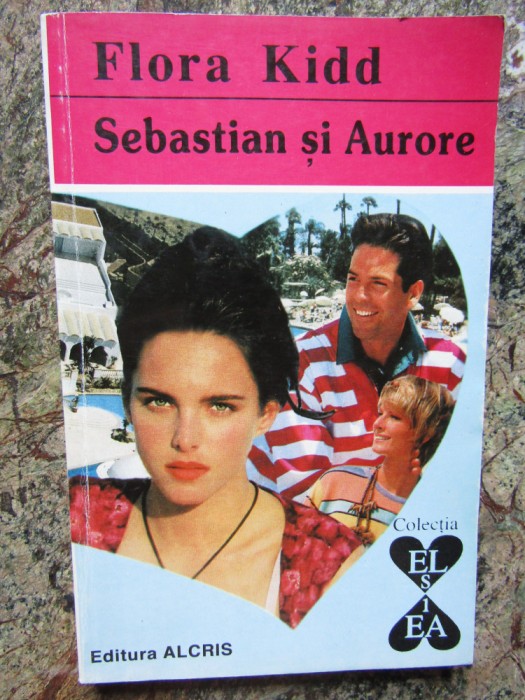 Flora Kidd
Sebastian și Aurore
Colecția
EL
și
EA
Editura ALCRIS